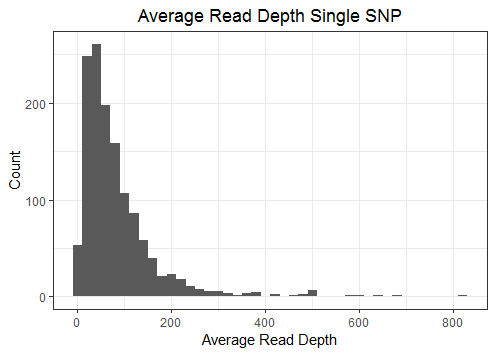 Average Read Depth Single SNP
Count
200
100
0
0 200 400 600 800
Average Read Depth